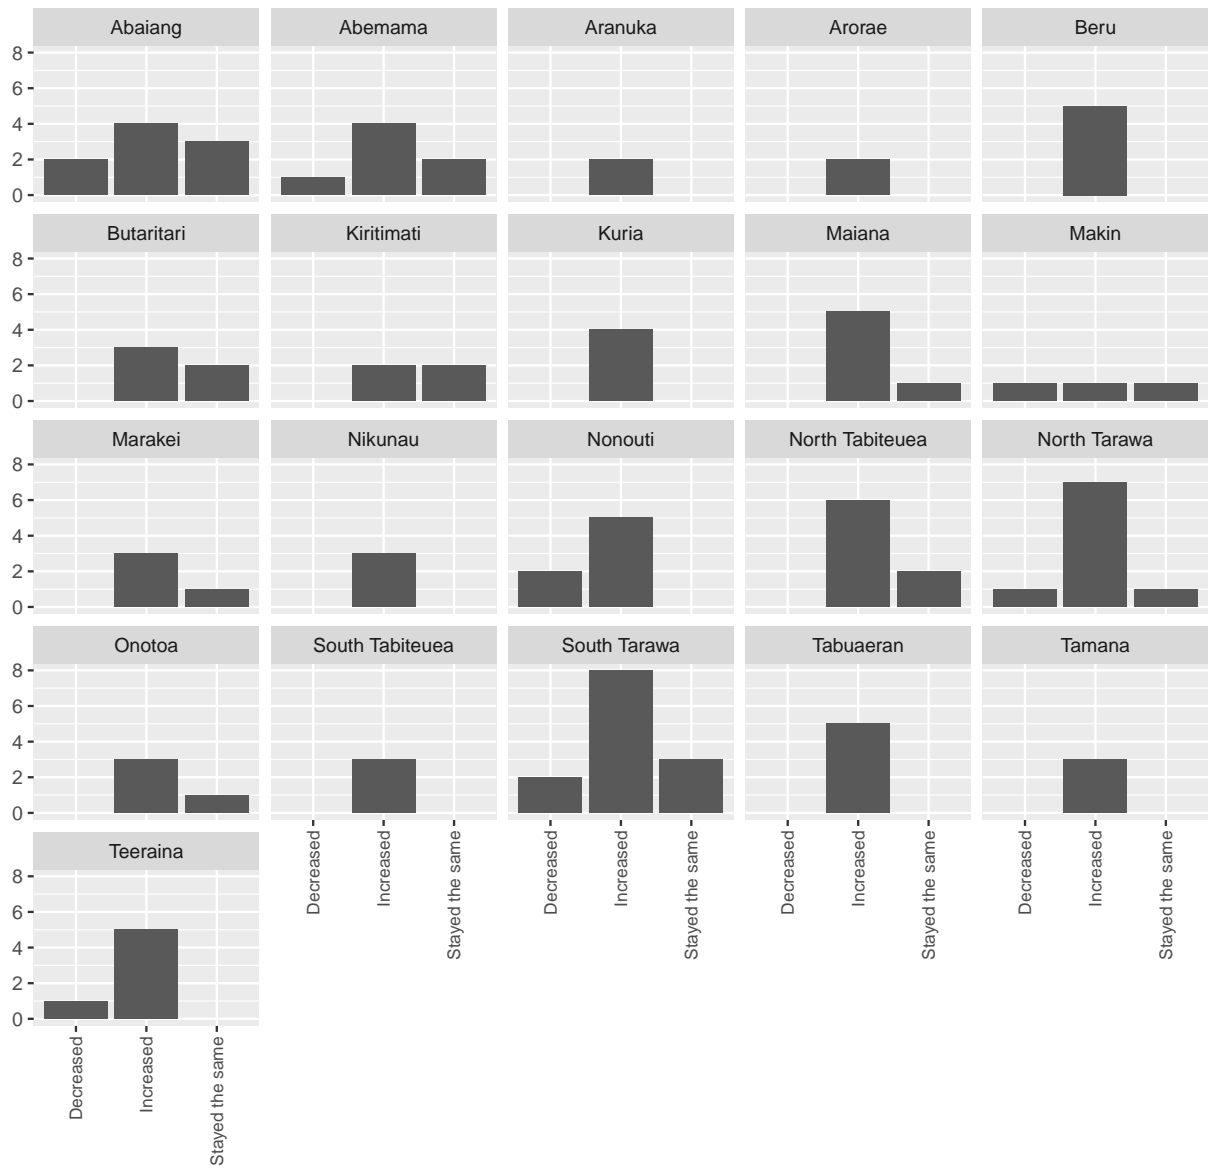 Abaiang Abemama Aranuka Arorae Beru
8
6
4
2
0
Butaritari Kiritimati Kuria Maiana Makin
8
6
4
2
0
Marakei Nikunau Nonouti North Tabiteuea North Tarawa
8
6
4
2
0
Onotoa South Tabiteuea South Tarawa Tabuaeran Tamana
8
6
4
2
0
Decreased
Increased
Stayed the same
Decreased
Increased
Stayed the same
Decreased
Increased
Stayed the same
Decreased
Increased
Stayed the same
Teeraina
8
6
4
2
0
Decreased
Increased
Stayed the same